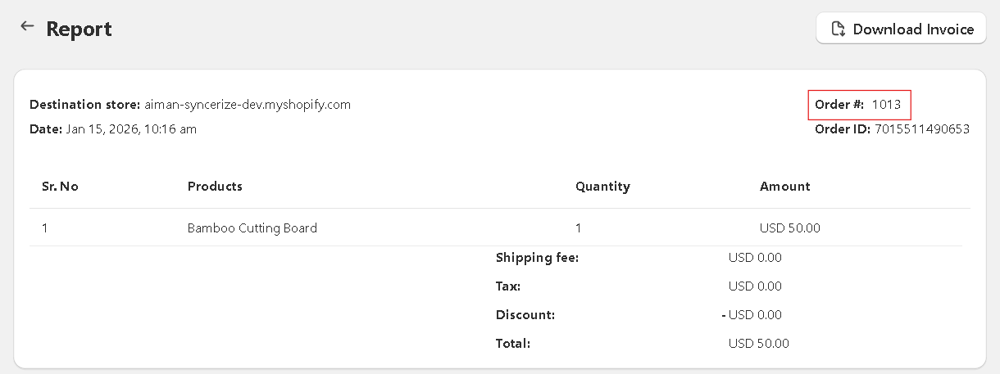 Report
Download Invoice
Destination store: aiman-syncerize-dev.myshopify.com
Order #: 1013
Date: Jan 15, 2026, 10:16 am
Order ID: 7015511490653
Sr. No Products Quantity Amount
1 Bamboo Cutting Board 1 USD 50.00
Shipping fee: USD 0.00
Tax: USD 0.00
Discount: - USD 0.00
Total: USD 50.00